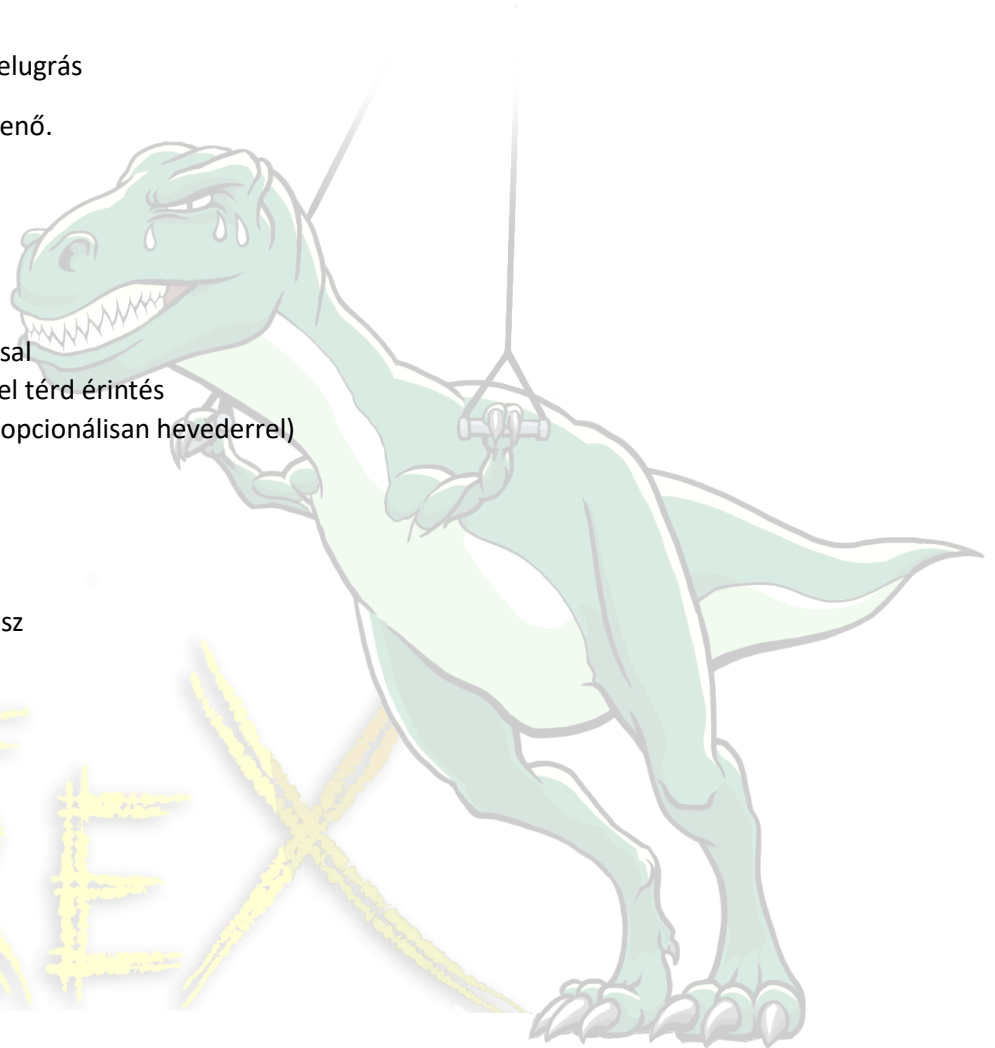 elugrás
enő.
sal
el térd érintés
opcionálisan hevederrel)
sz
REX